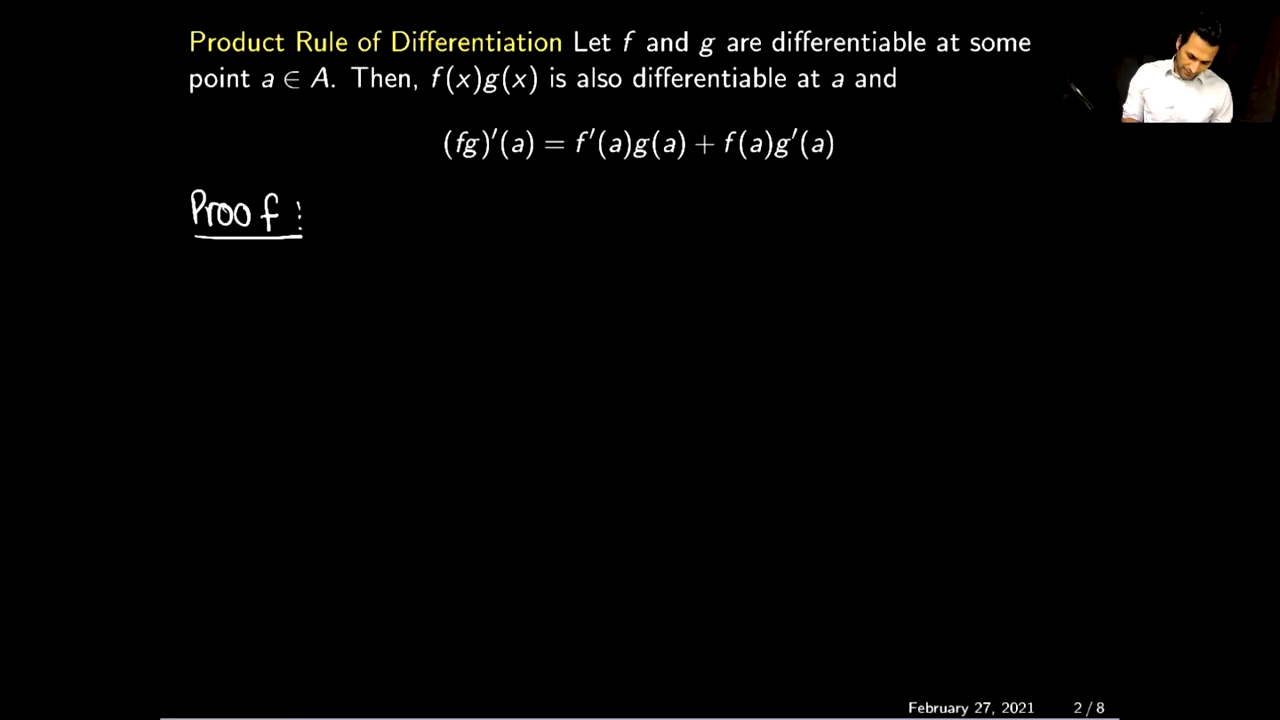 Product Rule of Differentiation Let f and g are differentiable at some
point a ∈ A. Then, f(x)g(x) is also differentiable at a and
(fg)′(a) = f′(a)g(a) + f(a)g′(a)
Proof :
February 27, 2021 2 / 8